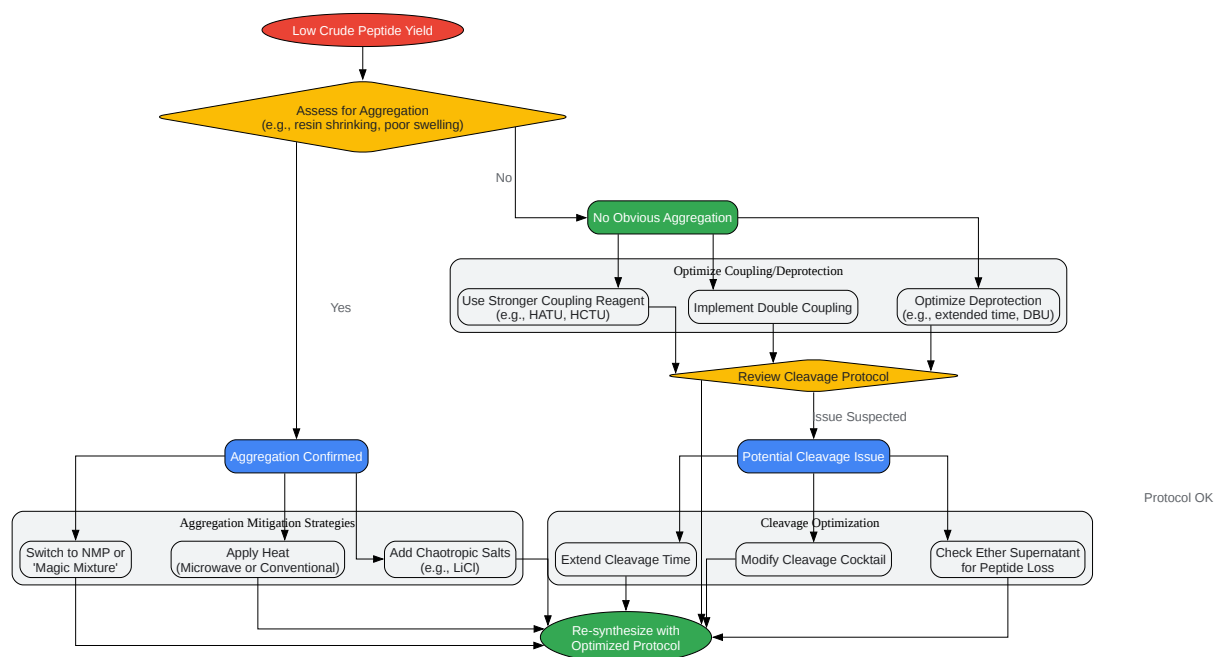 Low Crude Peptide Yield
Assess for Aggregation
(e.g., resin shrinking, poor swelling)
No
No Obvious Aggregation
Optimize Coupling/Deprotection
Use Stronger Coupling Reagent
(e.g., HATU, HCTU)
Implement Double Coupling
Optimize Deprotection
(e.g., extended time, DBU)
Yes
Review Cleavage Protocol
Issue Suspected
Aggregation Confirmed
Potential Cleavage Issue
Protocol OK
Aggregation Mitigation Strategies
Switch to NMP or
'Magic Mixture'
Apply Heat
(Microwave or Conventional)
Add Chaotropic Salts
(e.g., LiCl)
Cleavage Optimization
Extend Cleavage Time
Modify Cleavage Cocktail
Check Ether Supernatant
for Peptide Loss
Re-synthesize with
Optimized Protocol